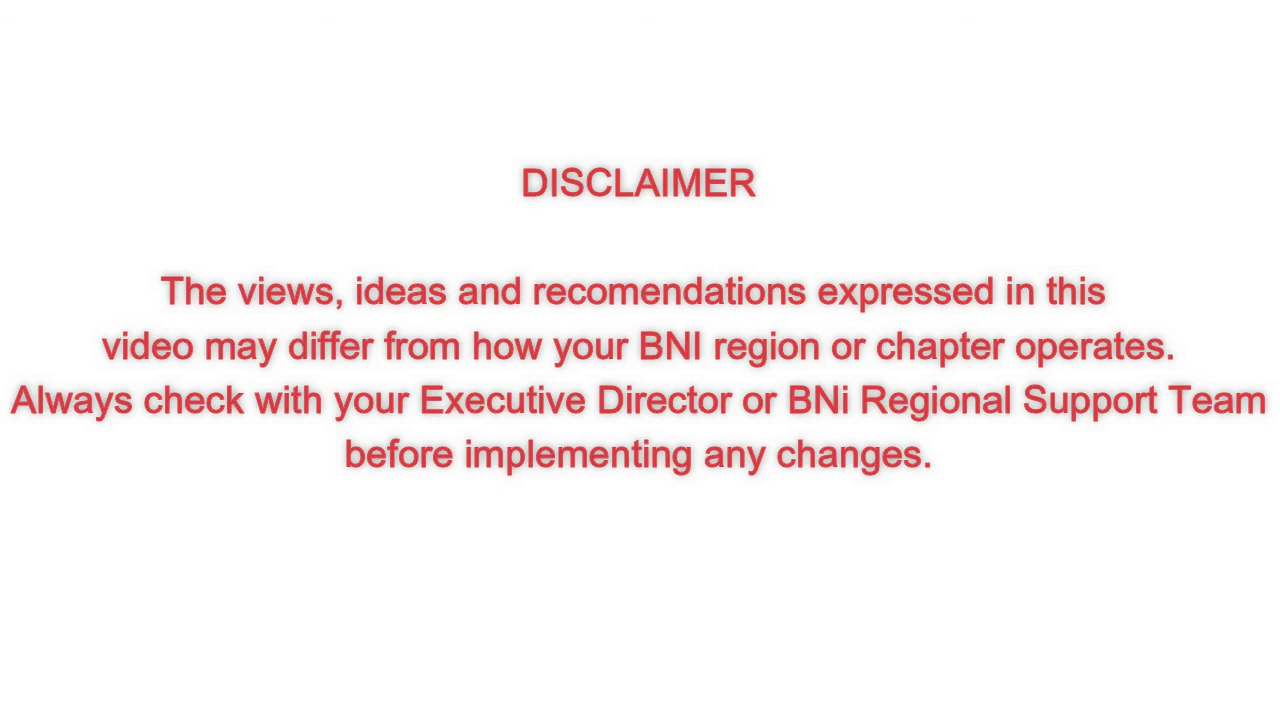 DISCLAIMER
The views, ideas and recomendations expressed in this
video may differ from how your BNI region or chapter operates.
Always check with your Executive Director or BNi Regional Support Team
before implementing any changes.